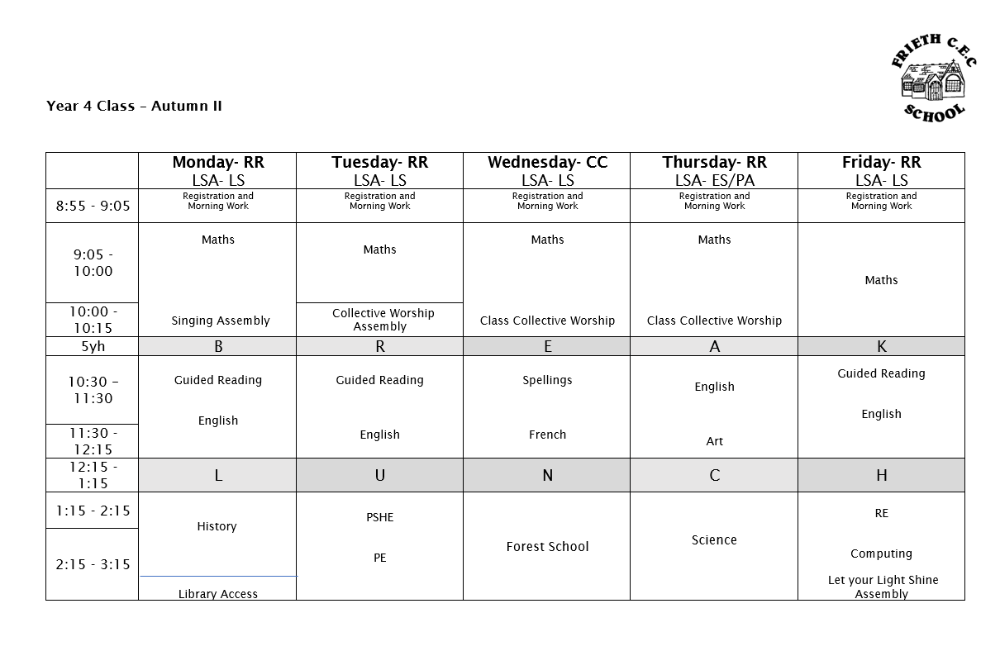 FRIETH C.E.C
SCHOOL
Year 4 Class – Autumn II
Monday- RR
LSA- LS
Tuesday- RR
LSA- LS
Wednesday- CC
LSA- LS
Thursday- RR
LSA- ES/PA
Friday- RR
LSA- LS
8:55 - 9:05
Registration and
Morning Work
Registration and
Morning Work
Registration and
Morning Work
Registration and
Morning Work
Registration and
Morning Work
9:05 -
10:00
Maths
Maths
Maths
Maths
Maths
10:00 -
10:15
Singing Assembly
Collective Worship
Assembly
Class Collective Worship
Class Collective Worship
5yh
B
R
E
A
K
10:30 –
11:30
Guided Reading
Guided Reading
Spellings
English
Guided Reading
English
English
11:30 -
12:15
English
French
Art
12:15 -
1:15
L
U
N
C
H
1:15 - 2:15
History
PSHE
Forest School
Science
RE
2:15 - 3:15
PE
Computing
Library Access
Let your Light Shine
Assembly